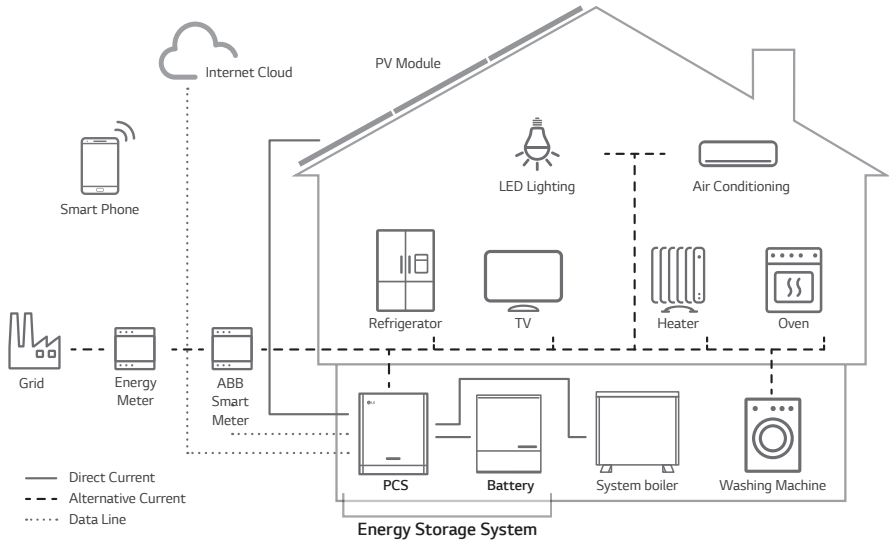 Internet Cloud
PV Module
Smart Phone
LED Lighting
Air Conditioning
Refrigerator
TV
Heater
Oven
Grid
Energy
Meter
ABB
Smart
Meter
LG
PCS
Battery
System boiler
Washing Machine
Direct Current
Alternative Current
Data Line
Energy Storage System